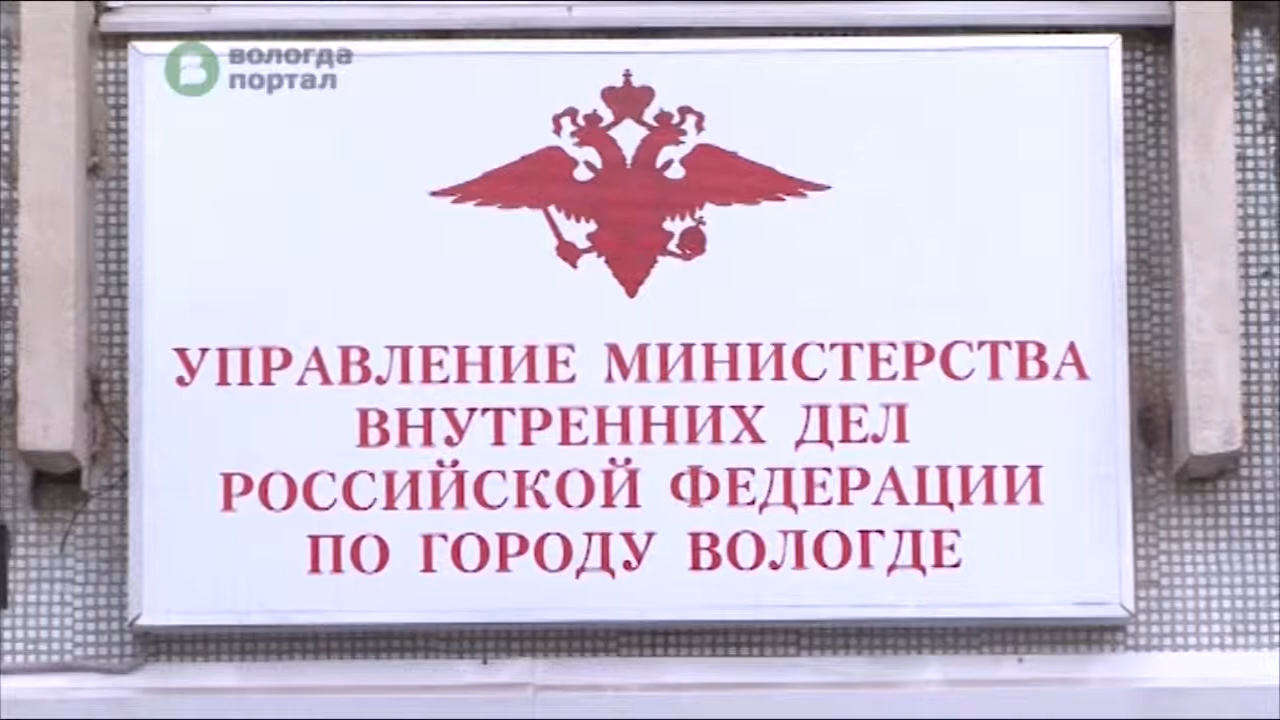 вологда
портал
УПРАВЛЕНИЕ МИНИСТЕРСТВА
ВНУТРЕННИХ ДЕЛ
РОССИЙСКОЙ ФЕДЕРАЦИИ
ПО ГОРОДУ ВОЛОГДЕ